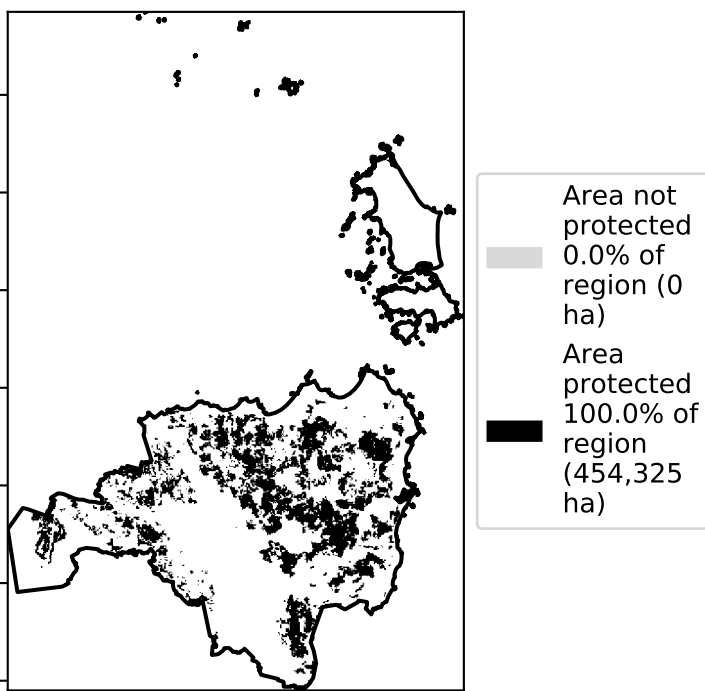 Area not
protected
0.0% of
region (0
ha)
Area
protected
100.0% of
region
(454,325
ha)